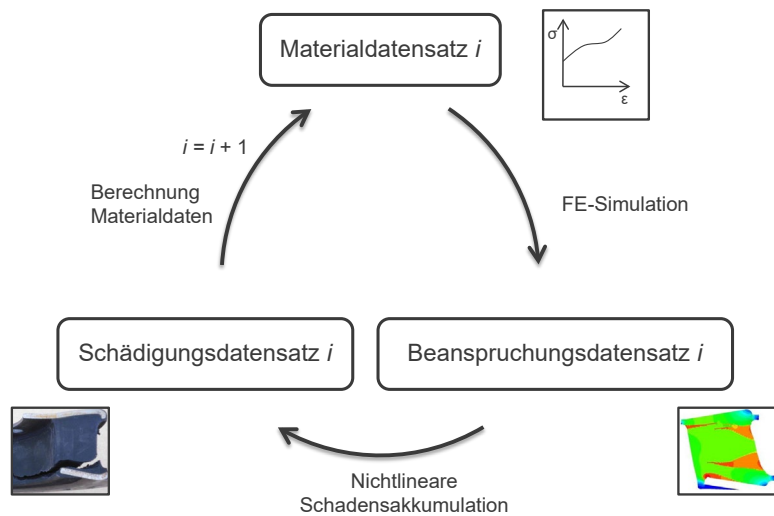 Materialdatensatz i
σ
ε
i = i + 1
Berechnung
Materialdaten
FE-Simulation
Schädigungsdatensatz i
Beanspruchungsdatensatz i
Nichtlineare
Schadensakkumulation